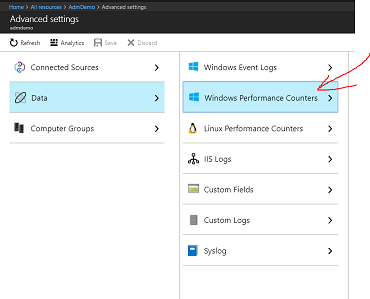 Home > All resources > AdmDemo > Advanced settings
Advanced settings
admdemo
Refresh Analytics Save Discard
Connected Sources
Data
Computer Groups
Windows Event Logs
Windows Performance Counters
Linux Performance Counters
IIS Logs
Custom Fields
Custom Logs
Syslog